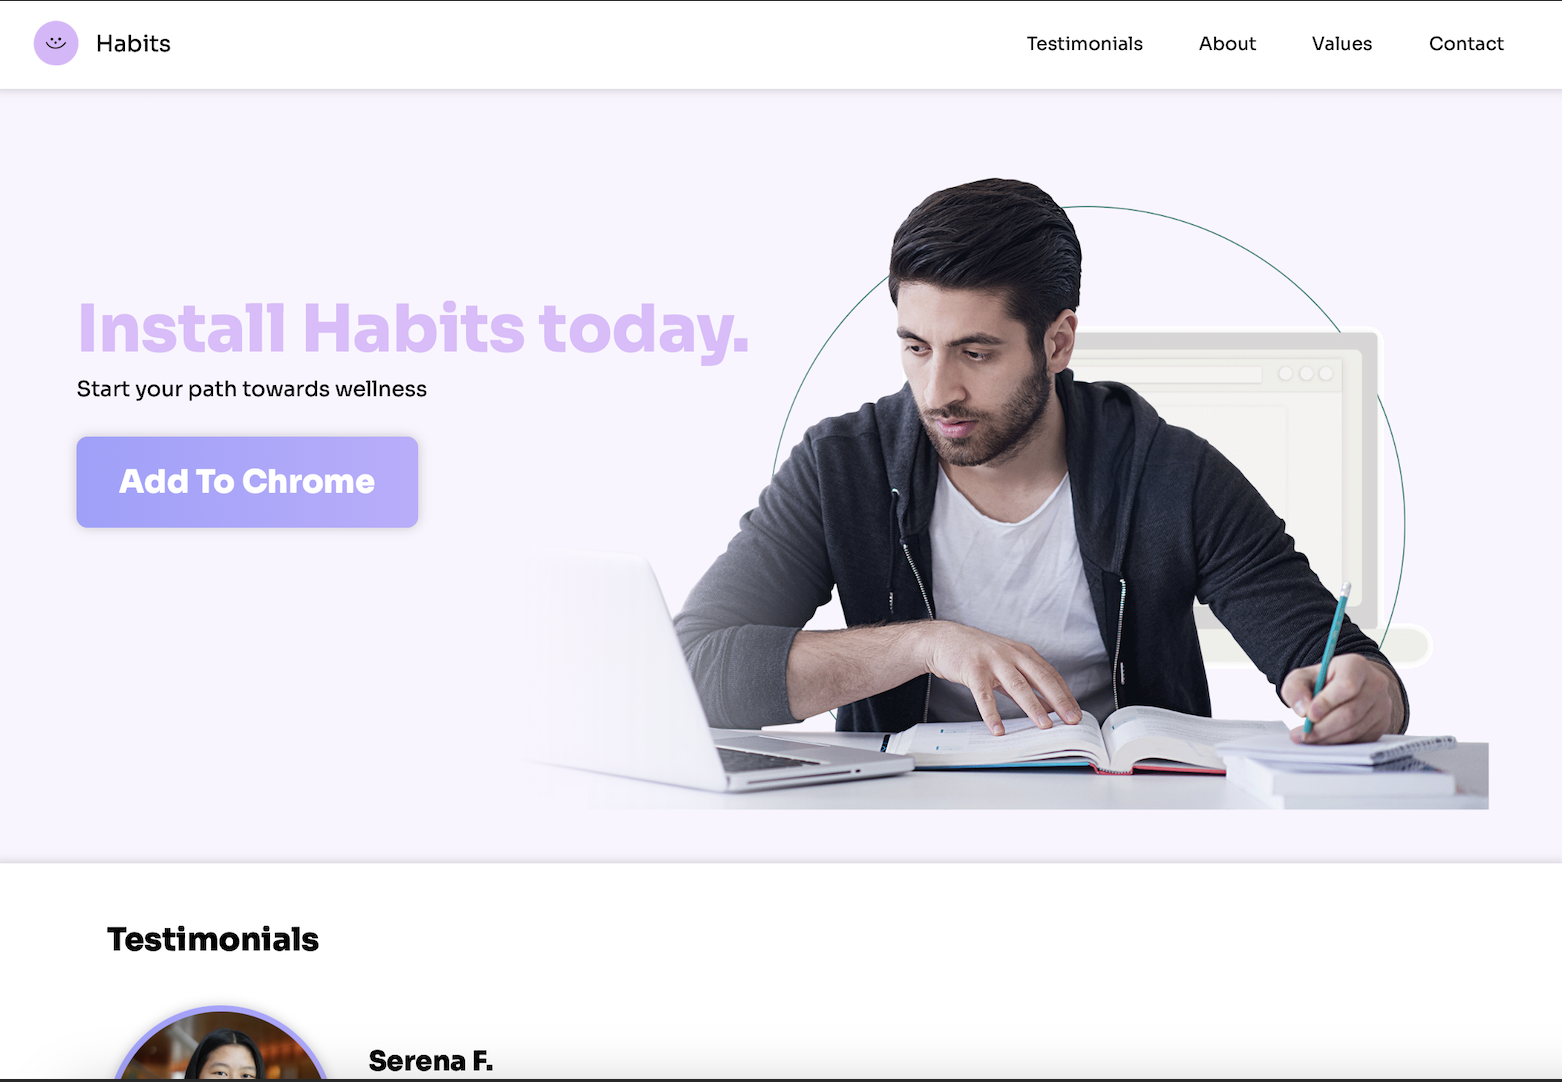 Habits
Testimonials
About
Values
Contact
Install Habits today.
Start your path towards wellness
Add To Chrome
Testimonials
Serena F.